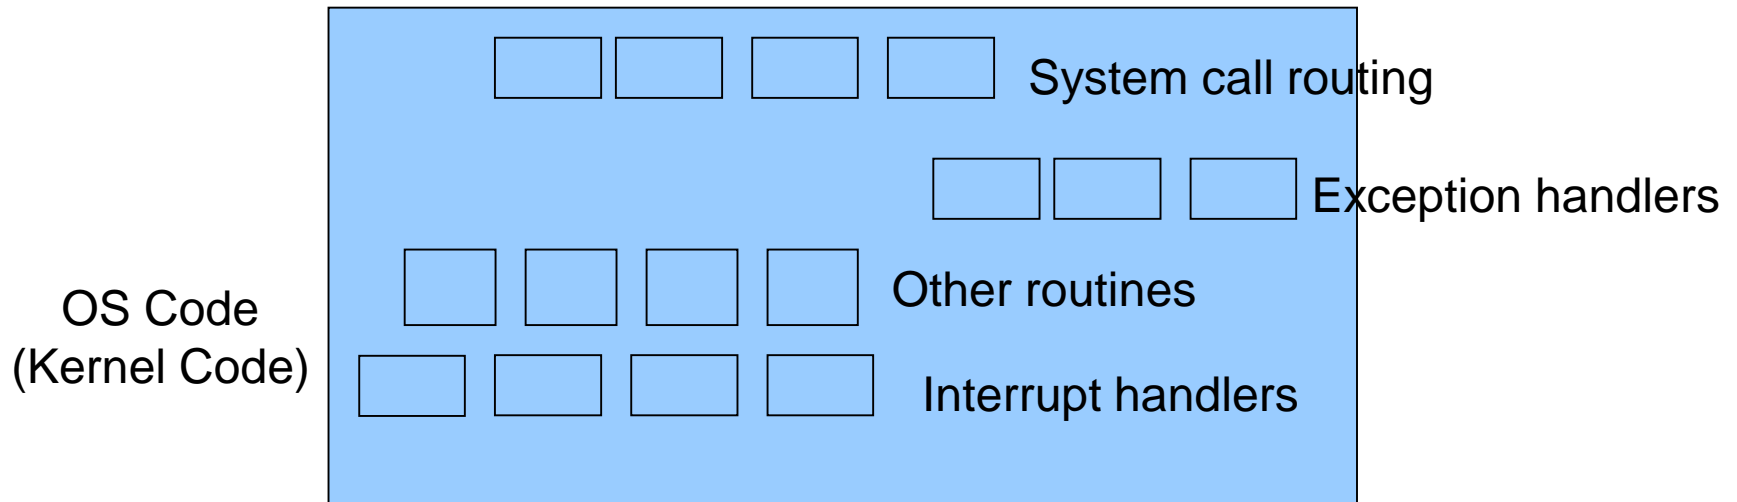 System call routing
Exception handlers
Other routines
OS Code
(Kernel Code)
Interrupt handlers